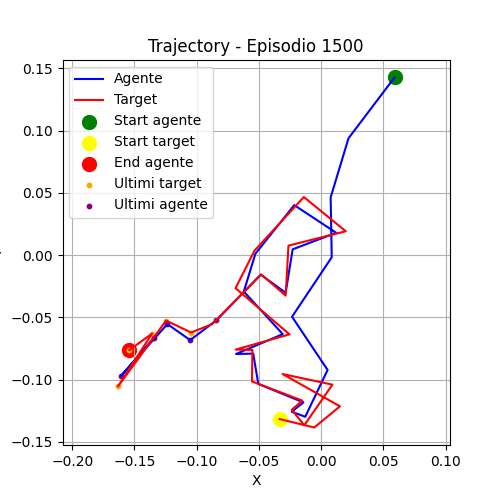 Trajectory - Episodio 1500
0.15
0.10
0.05
0.00
−0.05
−0.10
−0.15
Agente
Target
Start agente
Start target
End agente
Ultimi target
Ultimi agente
−0.20 −0.15 −0.10 −0.05 0.00 0.05 0.10
X